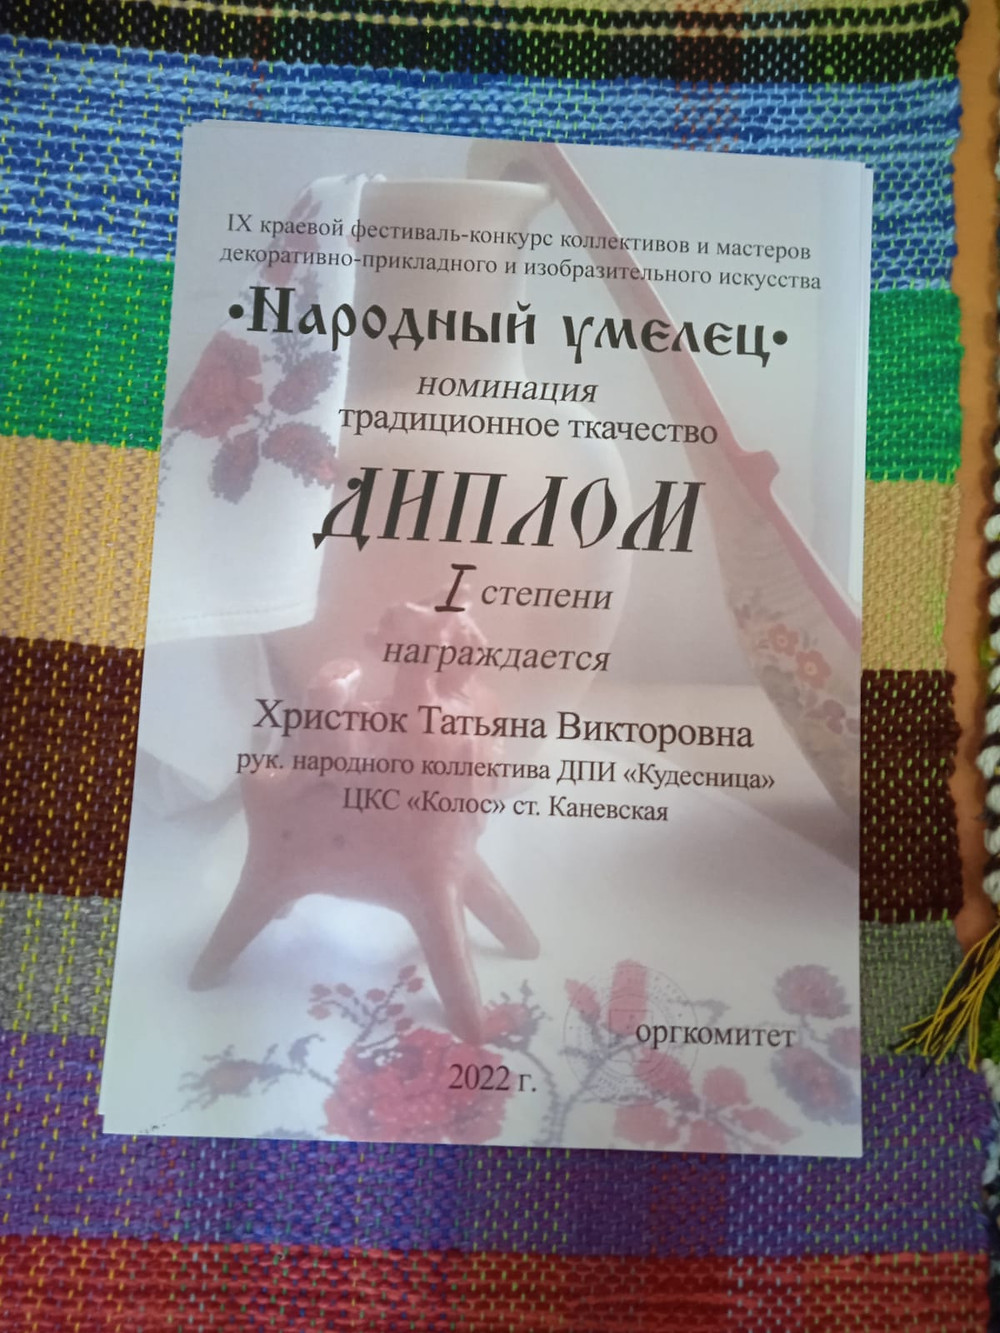 IX краевой фестиваль-конкурс коллективов и мастеров
декоративно-прикладного и изобразительного искусства
•Народный умелец•
номинация
традиционное ткачество
ДИПЛОМ
I степени
награждается
Христюк Татьяна Викторовна
рук. народного коллектива ДПИ «Кудесница»
ЦКС «Колос» ст. Каневская
оргкомитет
2022 г.